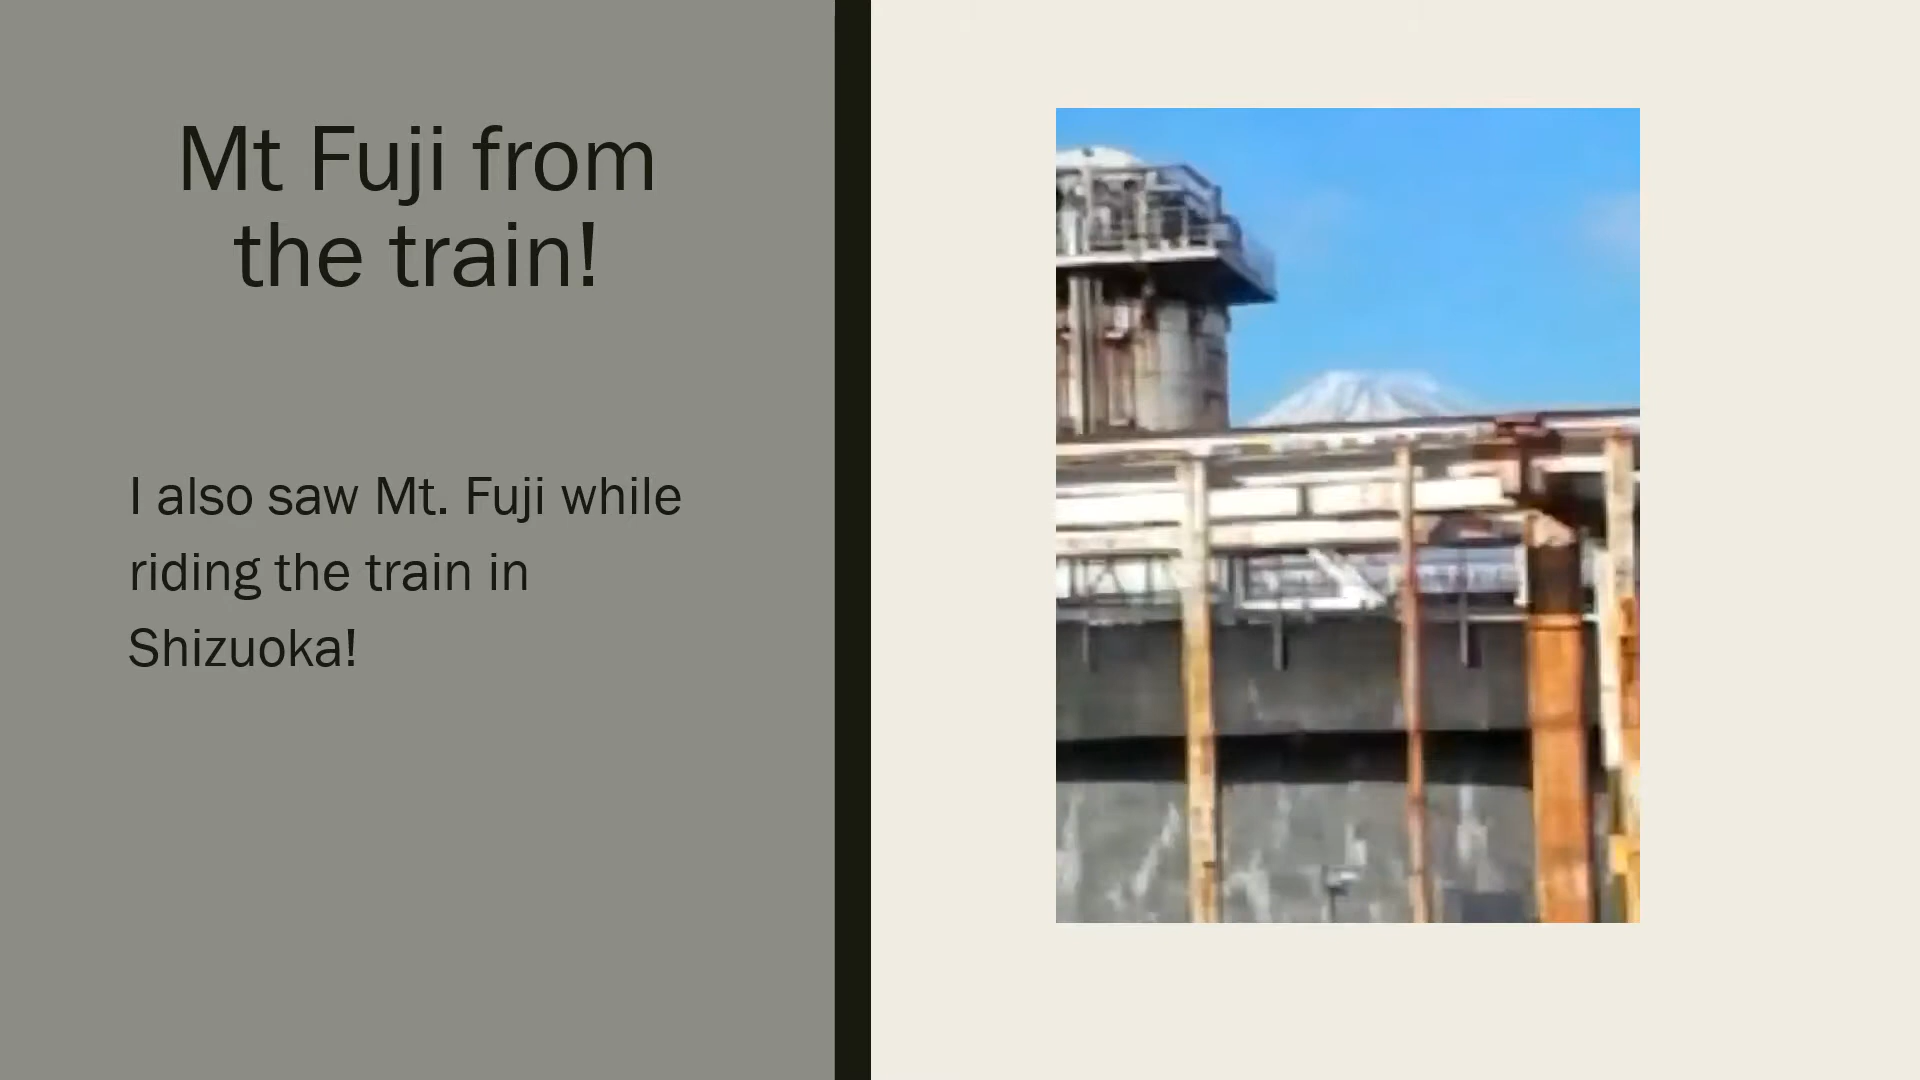 Mt Fuji from
the train!
I also saw Mt. Fuji while
riding the train in
Shizuoka!